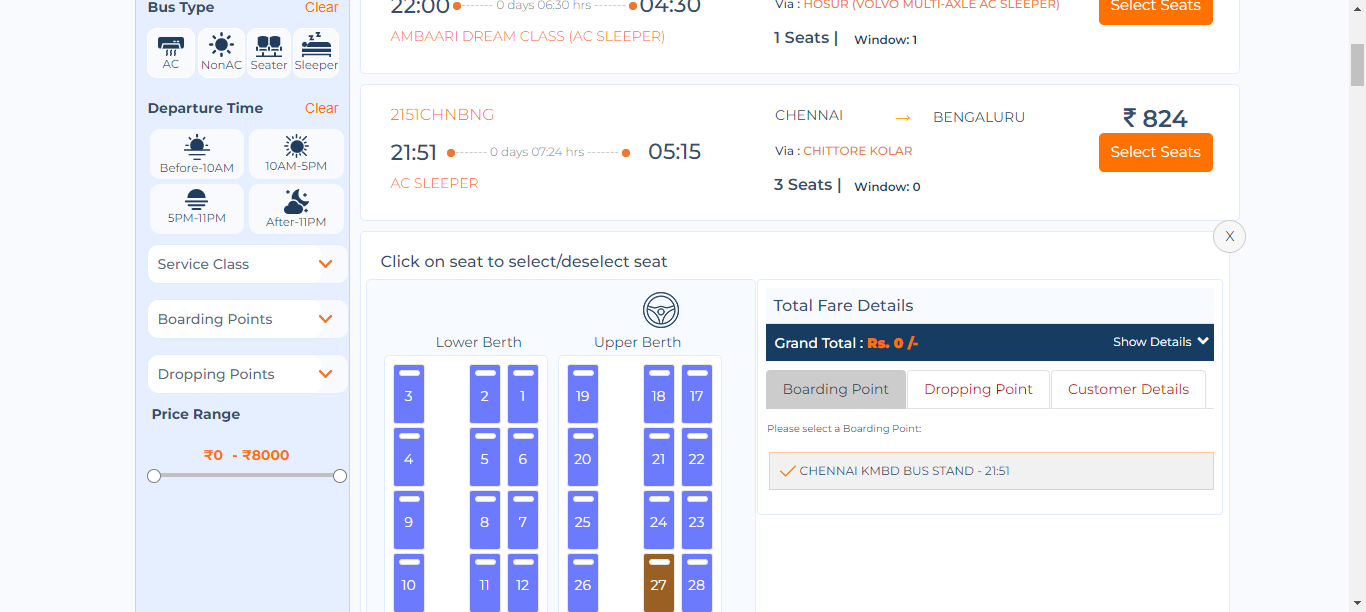 Bus Type Clear
AC NonAC Seater Sleeper
Departure Time Clear
Before-10AM 10AM-5PM
5PM-11PM After-11PM
Service Class
Boarding Points
Dropping Points
Price Range
₹0 - ₹8000
22:00 0 days 06:30 hrs 04:30
AMBAARI DREAM CLASS (AC SLEEPER)
Via : HOSUR (VOLVO MULTI-AXLE AC SLEEPER)
1 Seats | Window: 1
Select Seats
2151CHNBNG
21:51 0 days 07:24 hrs 05:15
AC SLEEPER
CHENNAI → BENGALURU
Via : CHITTORE KOLAR
3 Seats | Window: 0
₹ 824
Select Seats
X
Click on seat to select/deselect seat
Lower Berth Upper Berth
3 2 1 19 18 17
4 5 6 20 21 22
9 8 7 25 24 23
10 11 12 26 27 28
Total Fare Details
Grand Total : Rs. 0 /- Show Details
Boarding Point Dropping Point Customer Details
Please select a Boarding Point:
CHENNAI KMBD BUS STAND - 21:51